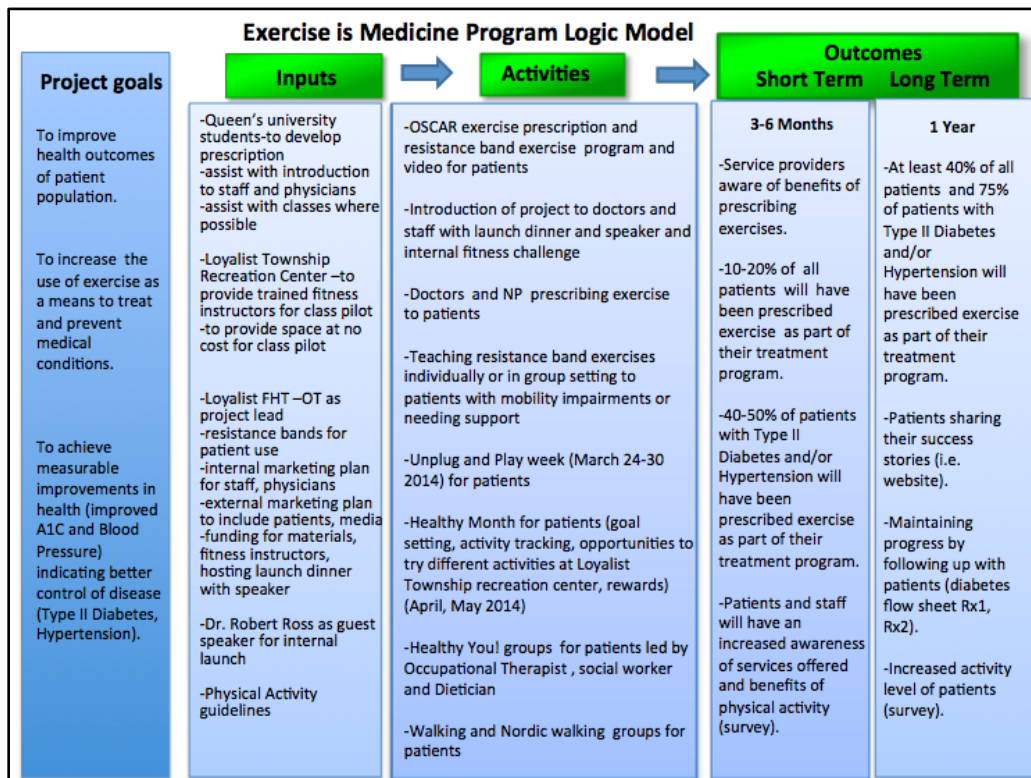 Exercise is Medicine Program Logic Model
Project goals
To improve
health outcomes
of patient
population.
To increase the
use of exercise as
a means to treat
and prevent
medical
conditions.
To achieve
measurable
improvements in
health (improved
A1C and Blood
Pressure)
indicating better
control of disease
(Type II Diabetes,
Hypertension).
Inputs
-Queen's university
students-to develop
prescription
-assist with introduction
to staff and physicians
-assist with classes where
possible
-Loyalist Township
Recreation Center –to
provide trained fitness
instructors for class pilot
-to provide space at no
cost for class pilot
-Loyalist FHT –OT as
project lead
-resistance bands for
patient use
-internal marketing plan
for staff, physicians
-external marketing plan
to include patients, media
-funding for materials,
fitness instructors,
hosting launch dinner
with speaker
-Dr. Robert Ross as guest
speaker for internal
launch
-Physical Activity
guidelines
Activities
-OSCAR exercise prescription and
resistance band exercise program and
video for patients
-Introduction of project to doctors and
staff with launch dinner and speaker and
internal fitness challenge
-Doctors and NP prescribing exercise
to patients
-Teaching resistance band exercises
individually or in group setting to
patients with mobility impairments or
needing support
-Unplug and Play week (March 24-30
2014) for patients
-Healthy Month for patients (goal
setting, activity tracking, opportunities to
try different activities at Loyalist
Township recreation center, rewards)
(April, May 2014)
-Healthy You! groups for patients led by
Occupational Therapist , social worker
and Dietician
-Walking and Nordic walking groups for
patients
Outcomes
Short Term Long Term
3-6 Months
-Service providers
aware of benefits of
prescribing
exercises.
-10-20% of all
patients will have
been prescribed
exercise as part of
their treatment
program.
-40-50% of patients
with Type II
Diabetes and/or
Hypertension will
have been
prescribed exercise
as part of their
treatment program.
-Patients and staff
will have an
increased awareness
of services offered
and benefits of
physical activity
(survey).
1 Year
-At least 40% of all
patients and 75%
of patients with
Type II Diabetes
and/or
Hypertension will
have been
prescribed exercise
as part of their
treatment
program.
-Patients sharing
their success
stories (i.e.
website).
-Maintaining
progress by
following up with
patients (diabetes
flow sheet Rx1,
Rx2).
-Increased activity
level of patients
(survey).